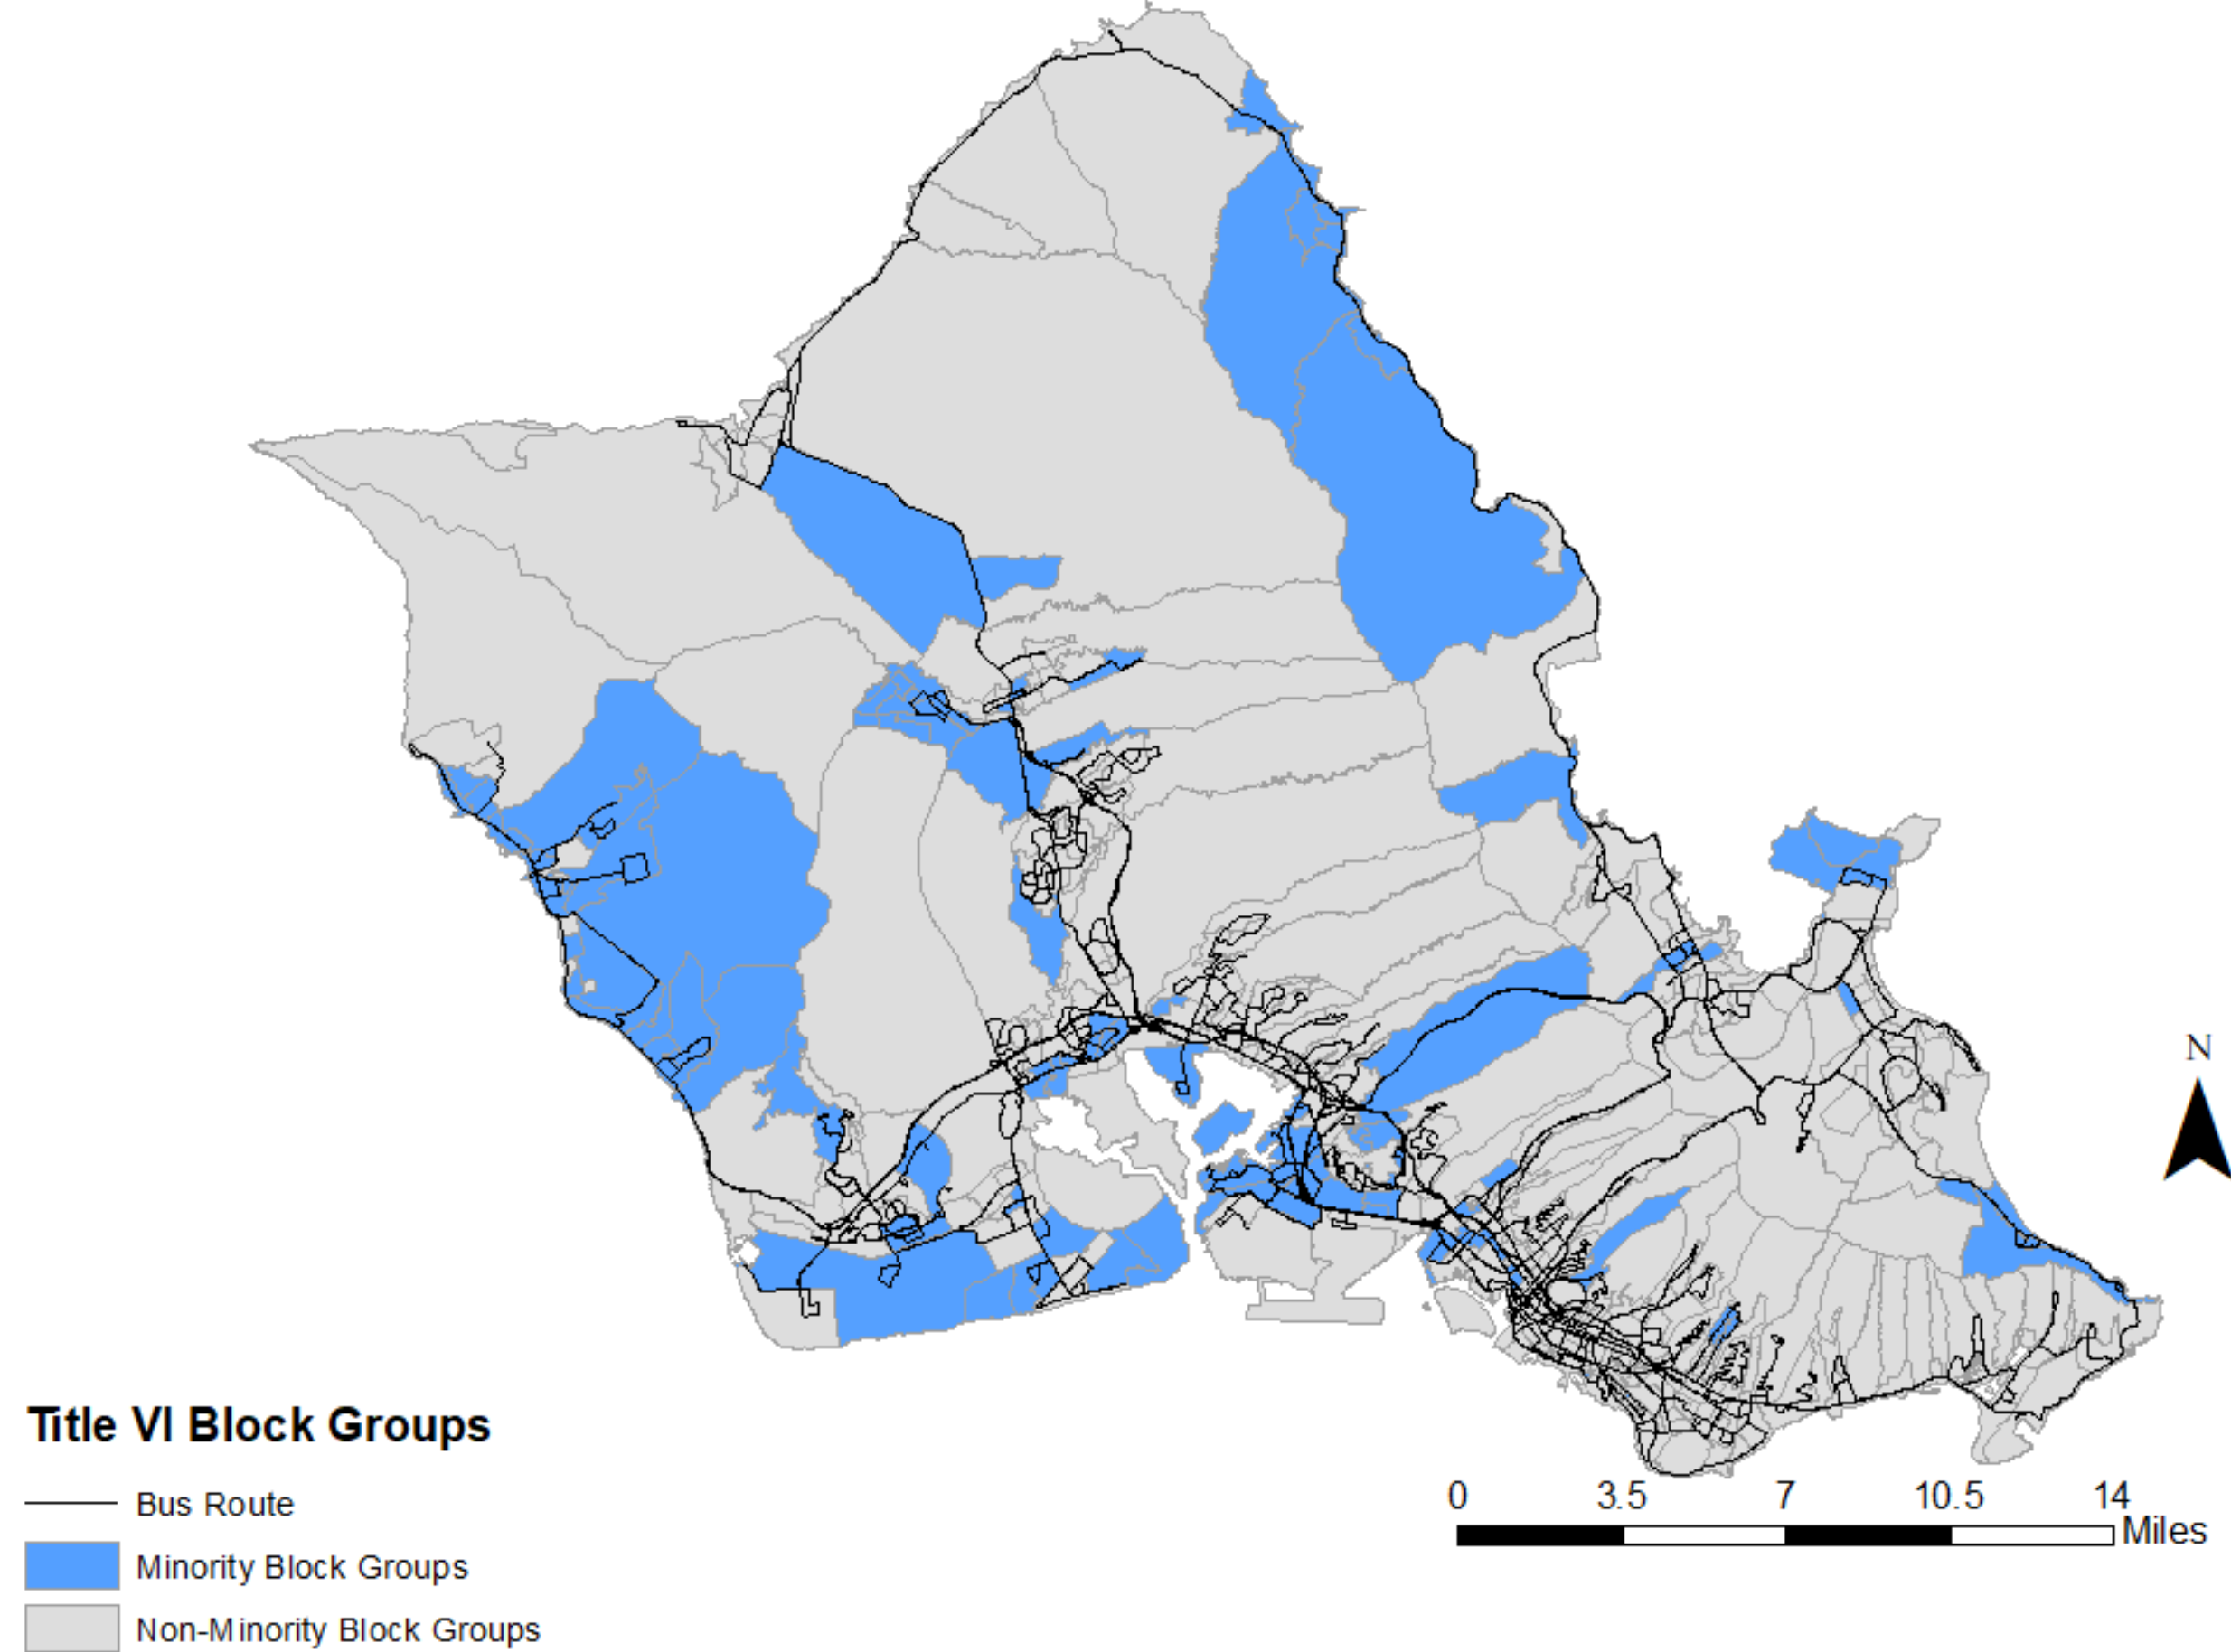 N
Title VI Block Groups
Bus Route
Minority Block Groups
Non-Minority Block Groups
0 3.5 7 10.5 14
Miles